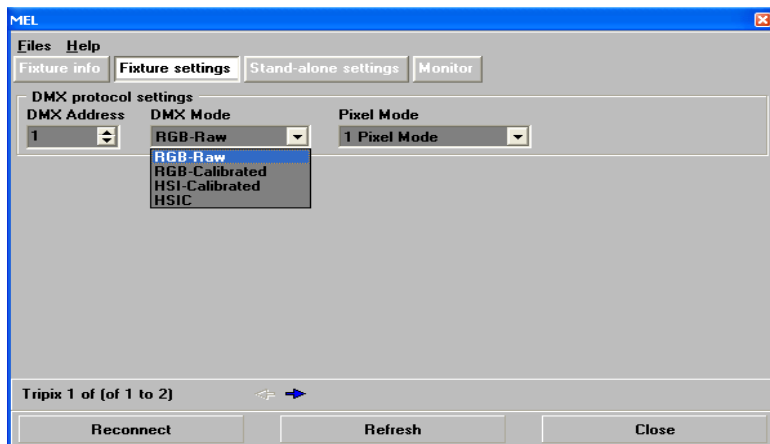 MEL
Files Help
Fixture info Fixture settings Stand-alone settings Monitor
DMX protocol settings
DMX Address DMX Mode Pixel Mode
1 RGB-Raw 1 Pixel Mode
RGB-Raw
RGB-Calibrated
HSI-Calibrated
HSIC
Tripix 1 of (of 1 to 2)
Reconnect Refresh Close